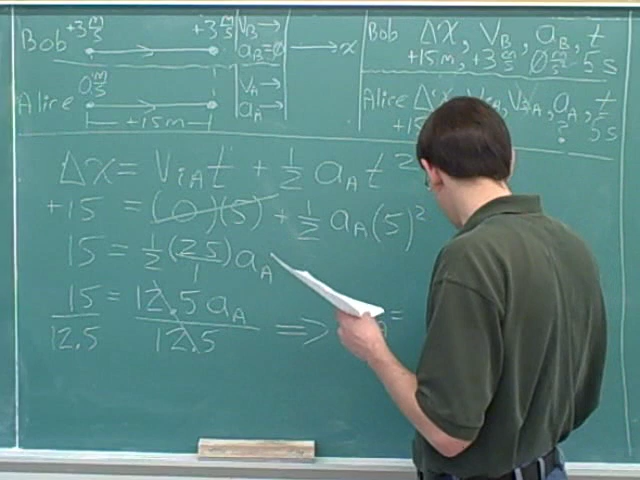 Bob +3 m/s +3 m/s V_B → a_B=0 → x
Alice 0 m/s V_A → a_A →
+15m
Bob Δx, V_B, a_B, t
+15m, +3 m/s 0 m/s² 5s
Alice Δx, a_A, t
+15 ? 5s
Δx = V_iA t + 1/2 a_A t²
+15 = (0)(5) + 1/2 a_A(5)²
15 = 1/2 (25)/1 a_A
15/12.5 = 12.5 a_A/12.5 ⇒ =